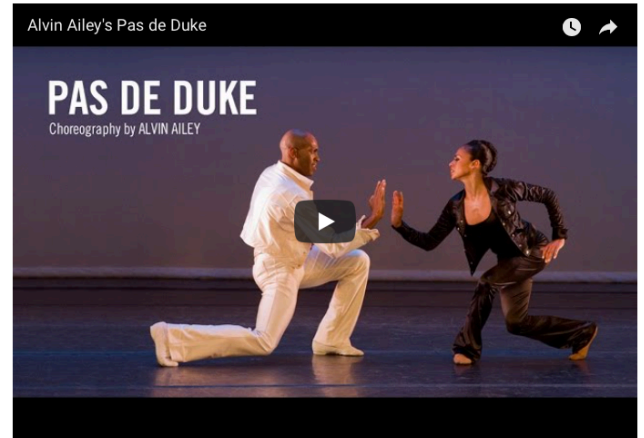 Alvin Ailey's Pas de Duke
PAS DE DUKE
Choreography by ALVIN AILEY